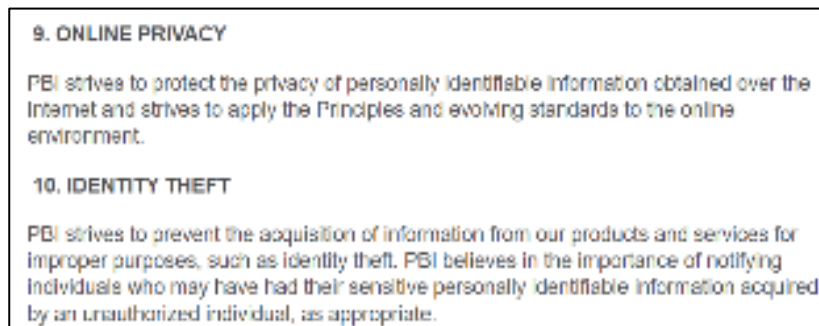 9. ONLINE PRIVACY
PBI strives to protect the privacy of personally identifiable information obtained over the
Internet and strives to apply the Principles and evolving standards to the online
environment.
10. IDENTITY THEFT
PBI strives to prevent the acquisition of information from our products and services for
improper purposes, such as identity theft. PBI believes in the importance of notifying
individuals who may have had their sensitive personally identifiable information acquired
by an unauthorized individual, as appropriate.